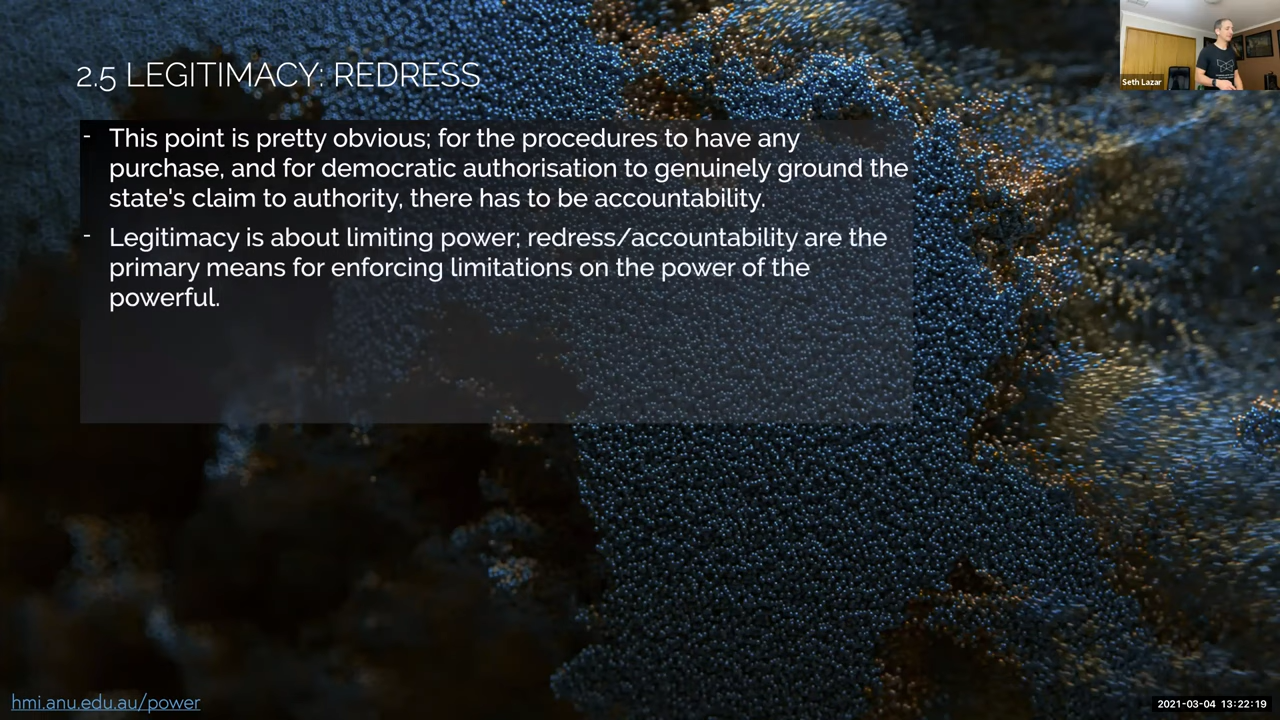 2.5 LEGITIMACY: REDRESS
- This point is pretty obvious; for the procedures to have any
purchase, and for democratic authorisation to genuinely ground the
state's claim to authority, there has to be accountability.
- Legitimacy is about limiting power; redress/accountability are the
primary means for enforcing limitations on the power of the
powerful.
Seth Lazar
hmi.anu.edu.au/power
2021-03-04 13:22:19